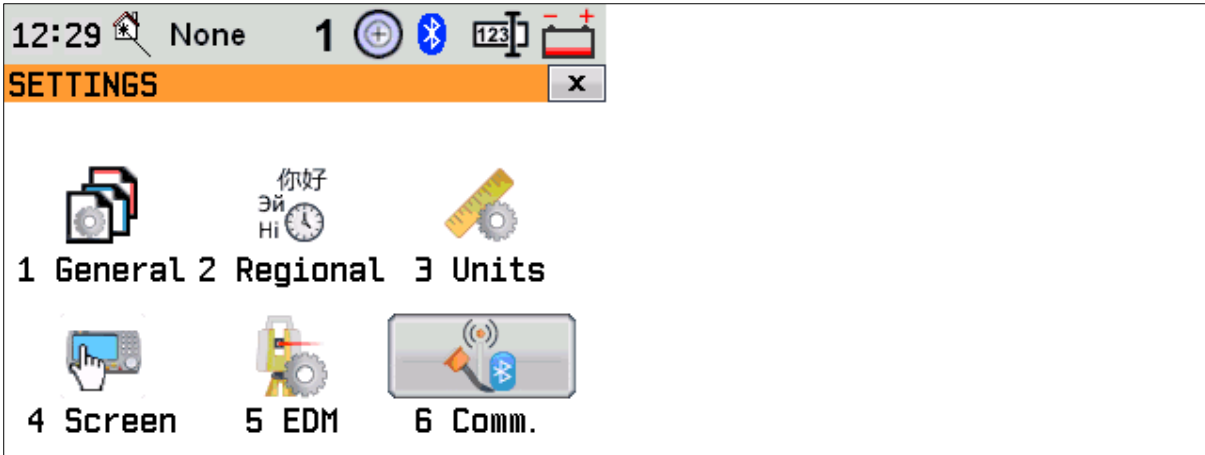 12:29 None 1 123
SETTINGS x
你好
Эй
Hi
1 General 2 Regional 3 Units
4 Screen 5 EDM 6 Comm.